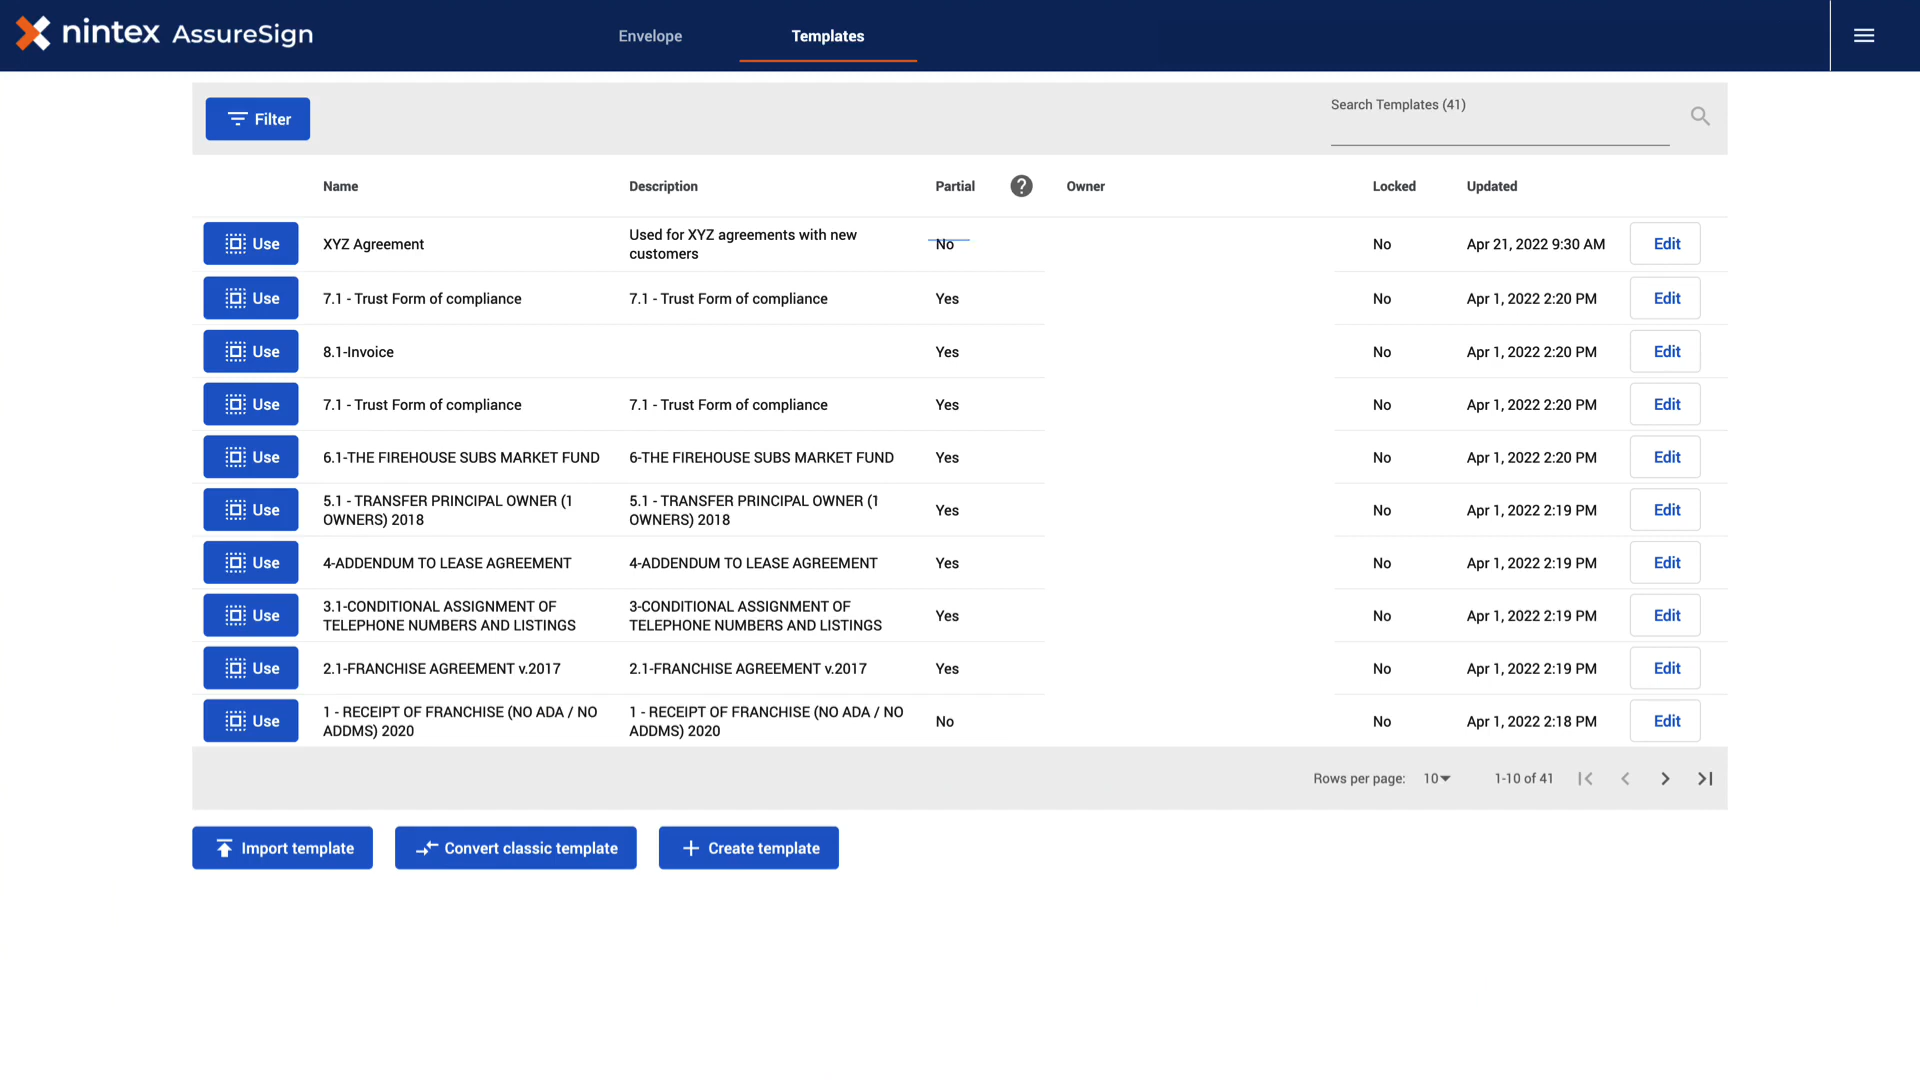 nintex AssureSign
Envelope
Templates
Filter
Search Templates (41)
Name
Description
Partial
?
Owner
Locked
Updated
Use
XYZ Agreement
Used for XYZ agreements with new
customers
No
No
Apr 21, 2022 9:30 AM
Edit
Use
7.1 - Trust Form of compliance
7.1 - Trust Form of compliance
Yes
No
Apr 1, 2022 2:20 PM
Edit
Use
8.1-Invoice
Yes
No
Apr 1, 2022 2:20 PM
Edit
Use
7.1 - Trust Form of compliance
7.1 - Trust Form of compliance
Yes
No
Apr 1, 2022 2:20 PM
Edit
Use
6.1-THE FIREHOUSE SUBS MARKET FUND
6-THE FIREHOUSE SUBS MARKET FUND
Yes
No
Apr 1, 2022 2:20 PM
Edit
Use
5.1 - TRANSFER PRINCIPAL OWNER (1
OWNERS) 2018
5.1 - TRANSFER PRINCIPAL OWNER (1
OWNERS) 2018
Yes
No
Apr 1, 2022 2:19 PM
Edit
Use
4-ADDENDUM TO LEASE AGREEMENT
4-ADDENDUM TO LEASE AGREEMENT
Yes
No
Apr 1, 2022 2:19 PM
Edit
Use
3.1-CONDITIONAL ASSIGNMENT OF
TELEPHONE NUMBERS AND LISTINGS
3-CONDITIONAL ASSIGNMENT OF
TELEPHONE NUMBERS AND LISTINGS
Yes
No
Apr 1, 2022 2:19 PM
Edit
Use
2.1-FRANCHISE AGREEMENT v.2017
2.1-FRANCHISE AGREEMENT v.2017
Yes
No
Apr 1, 2022 2:19 PM
Edit
Use
1 - RECEIPT OF FRANCHISE (NO ADA / NO
ADDMS) 2020
1 - RECEIPT OF FRANCHISE (NO ADA / NO
ADDMS) 2020
No
No
Apr 1, 2022 2:18 PM
Edit
Rows per page:
10
1-10 of 41
Import template
Convert classic template
Create template